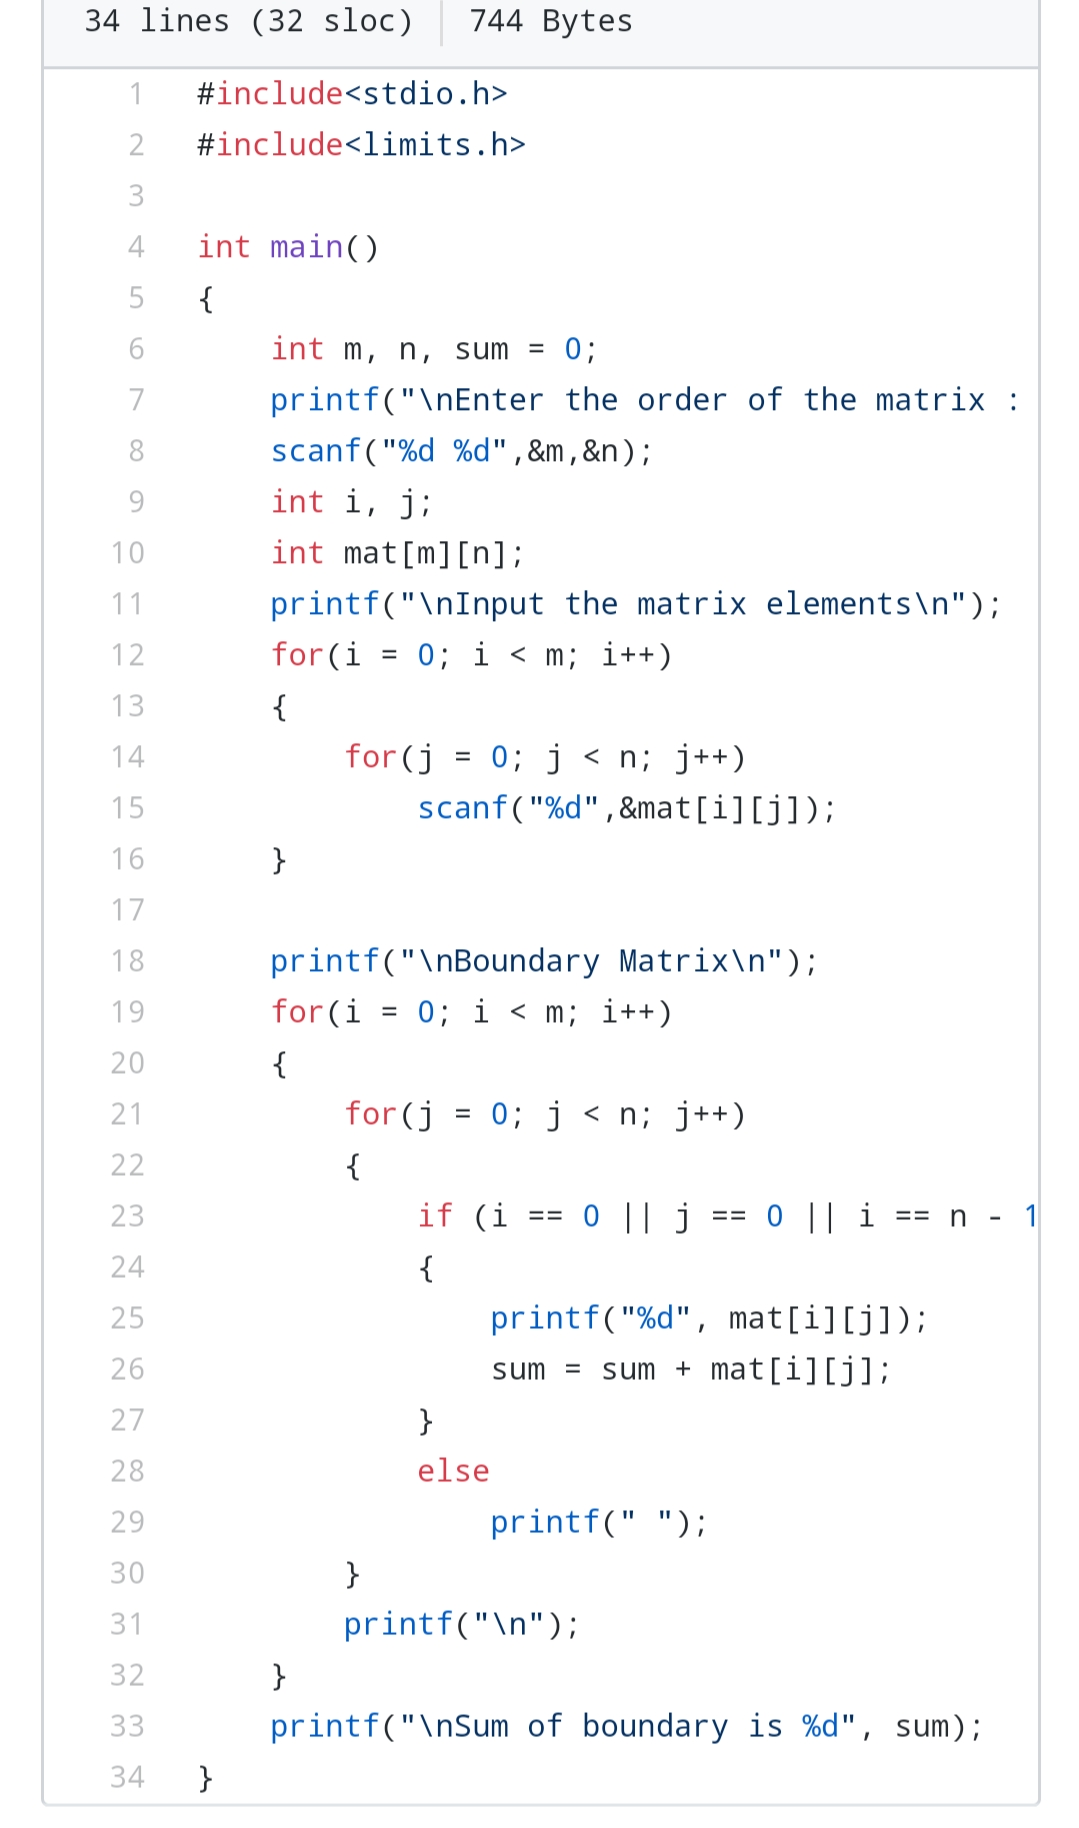 34 lines (32 sloc) 744 Bytes
1 #include<stdio.h>
2 #include<limits.h>
3
4 int main()
5 {
6     int m, n, sum = 0;
7     printf("\nEnter the order of the matrix :
8     scanf("%d %d",&m,&n);
9     int i, j;
10     int mat[m][n];
11     printf("\nInput the matrix elements\n");
12     for(i = 0; i < m; i++)
13     {
14         for(j = 0; j < n; j++)
15             scanf("%d",&mat[i][j]);
16     }
17
18     printf("\nBoundary Matrix\n");
19     for(i = 0; i < m; i++)
20     {
21         for(j = 0; j < n; j++)
22         {
23             if (i == 0 || j == 0 || i == n - 1
24             {
25                 printf("%d", mat[i][j]);
26                 sum = sum + mat[i][j];
27             }
28             else
29                 printf(" ");
30         }
31         printf("\n");
32     }
33     printf("\nSum of boundary is %d", sum);
34 }